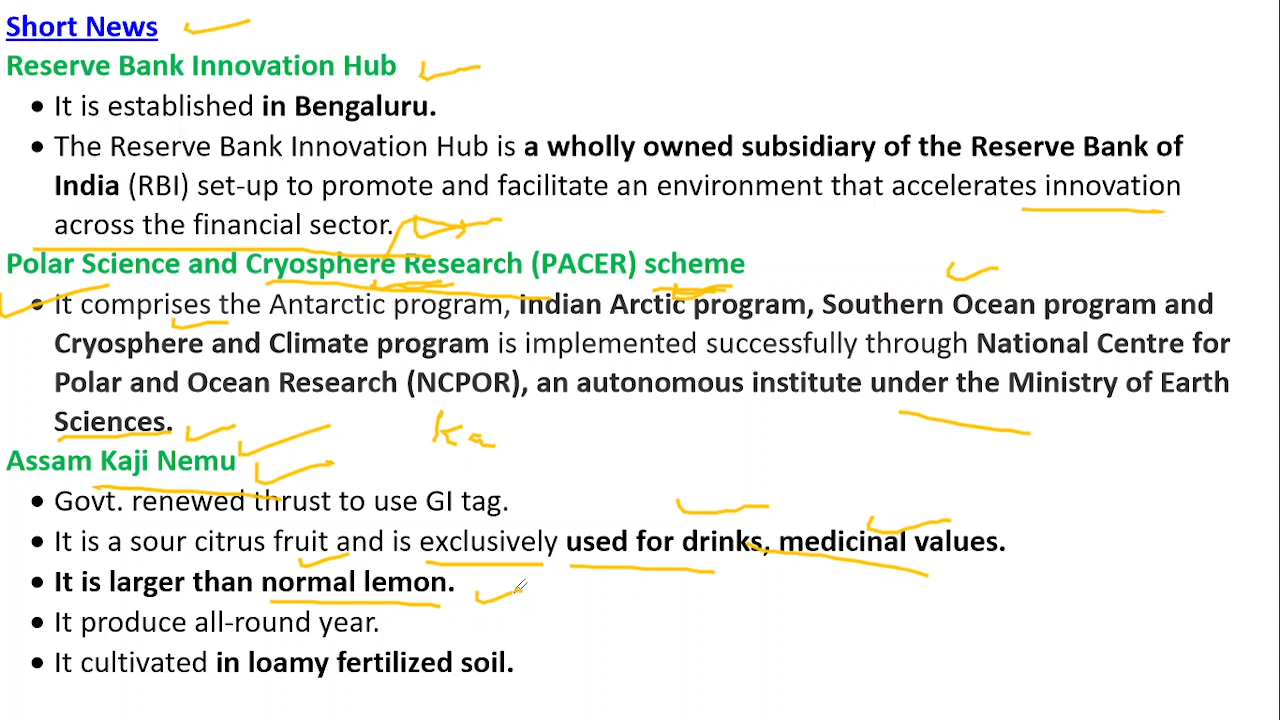 Short News
Reserve Bank Innovation Hub
• It is established in Bengaluru.
• The Reserve Bank Innovation Hub is a wholly owned subsidiary of the Reserve Bank of
India (RBI) set-up to promote and facilitate an environment that accelerates innovation
across the financial sector.
Polar Science and Cryosphere Research (PACER) scheme
• It comprises the Antarctic program, Indian Arctic program, Southern Ocean program and
Cryosphere and Climate program is implemented successfully through National Centre for
Polar and Ocean Research (NCPOR), an autonomous institute under the Ministry of Earth
Sciences.
Ka
Assam Kaji Nemu
• Govt. renewed thrust to use GI tag.
• It is a sour citrus fruit and is exclusively used for drinks, medicinal values.
• It is larger than normal lemon.
• It produce all-round year.
• It cultivated in loamy fertilized soil.